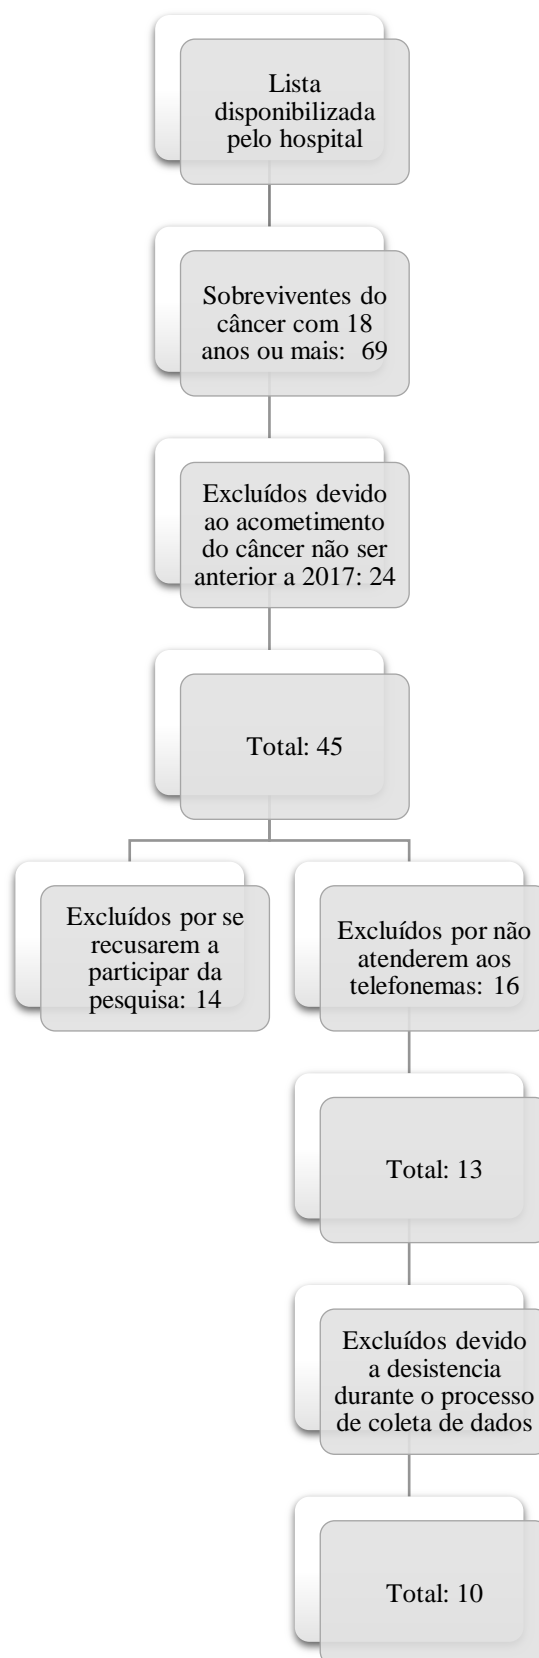 Lista
disponibilizada
pelo hospital
Sobreviventes do
câncer com 18
anos ou mais: 69
Excluídos devido
ao acometimento
do câncer não ser
anterior a 2017: 24
Total: 45
Excluídos por se
recusarem a
participar da
pesquisa: 14
Excluídos por não
atenderem aos
telefonemas: 16
Total: 13
Excluídos devido
a desistencia
durante o processo
de coleta de dados
Total: 10